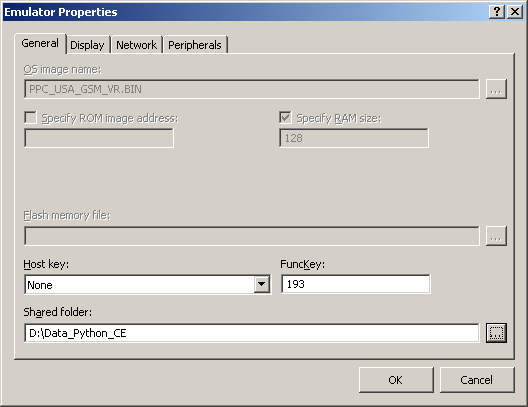 Emulator Properties
General Display Network Peripherals
OS image name:
PPC_USA_GSM_VR.BIN ...
Specify ROM image address: Specify RAM size:
128
Flash memory file:
...
Host key: FuncKey:
None 193
Shared folder:
D:\Data_Python_CE ...
OK Cancel